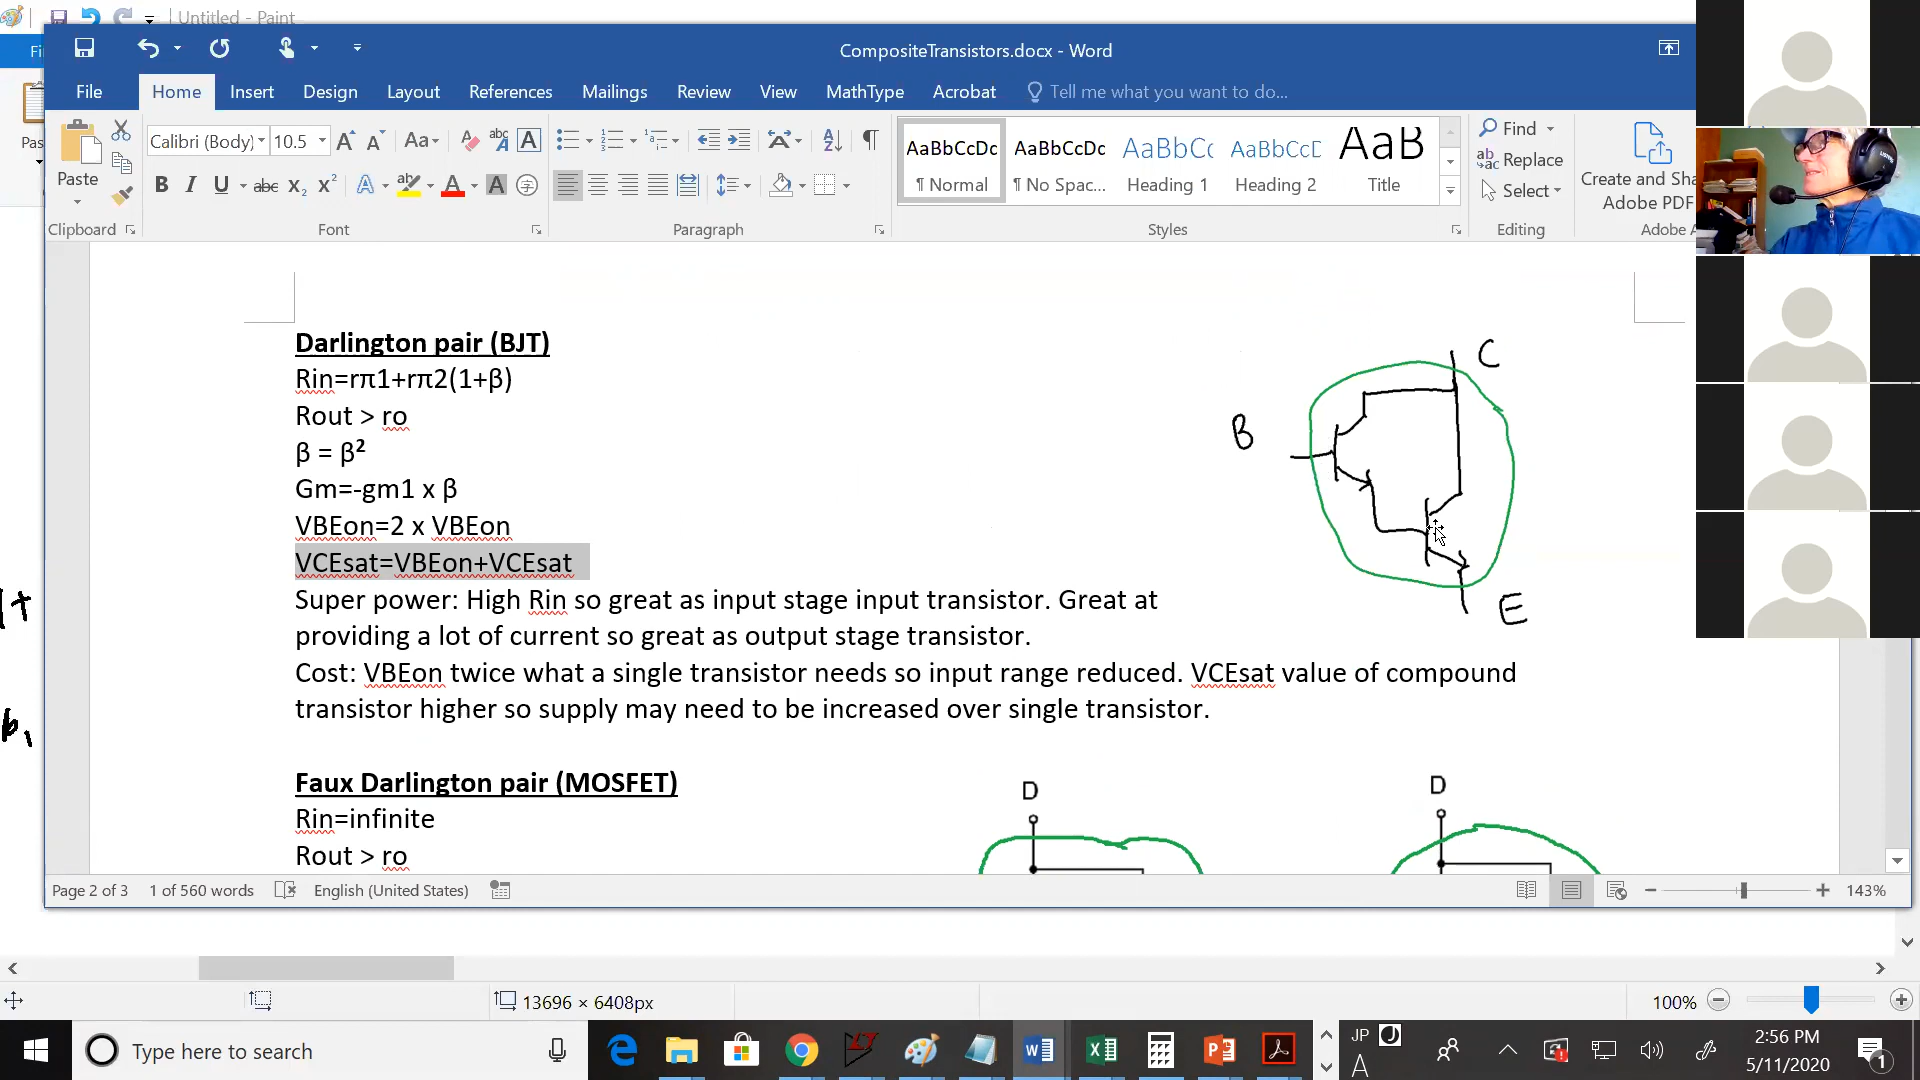 Untitled - Paint
CompositeTransistors.docx - Word
File Home Insert Design Layout References Mailings Review View MathType Acrobat Tell me what you want to do...
Paste
Calibri (Body) 10.5
AaBbCcDc AaBbCcDc AaBbCc AaBbCcD AaB
¶ Normal ¶ No Spac... Heading 1 Heading 2 Title
Find
Replace
Select
Create and Sha
Adobe PDF
Clipboard Font Paragraph Styles Editing Adobe A
Darlington pair (BJT)
Rin=rπ1+rπ2(1+β)
Rout > ro
β = β²
Gm=-gm1 x β
VBEon=2 x VBEon
VCEsat=VBEon+VCEsat
Super power: High Rin so great as input stage input transistor. Great at
providing a lot of current so great as output stage transistor.
Cost: VBEon twice what a single transistor needs so input range reduced. VCEsat value of compound
transistor higher so supply may need to be increased over single transistor.
C
B
E
Faux Darlington pair (MOSFET)
Rin=infinite
Rout > ro
D
D
Page 2 of 3 1 of 560 words English (United States) 143%
13696 × 6408px 100%
Type here to search
JP
A
2:56 PM
5/11/2020
1